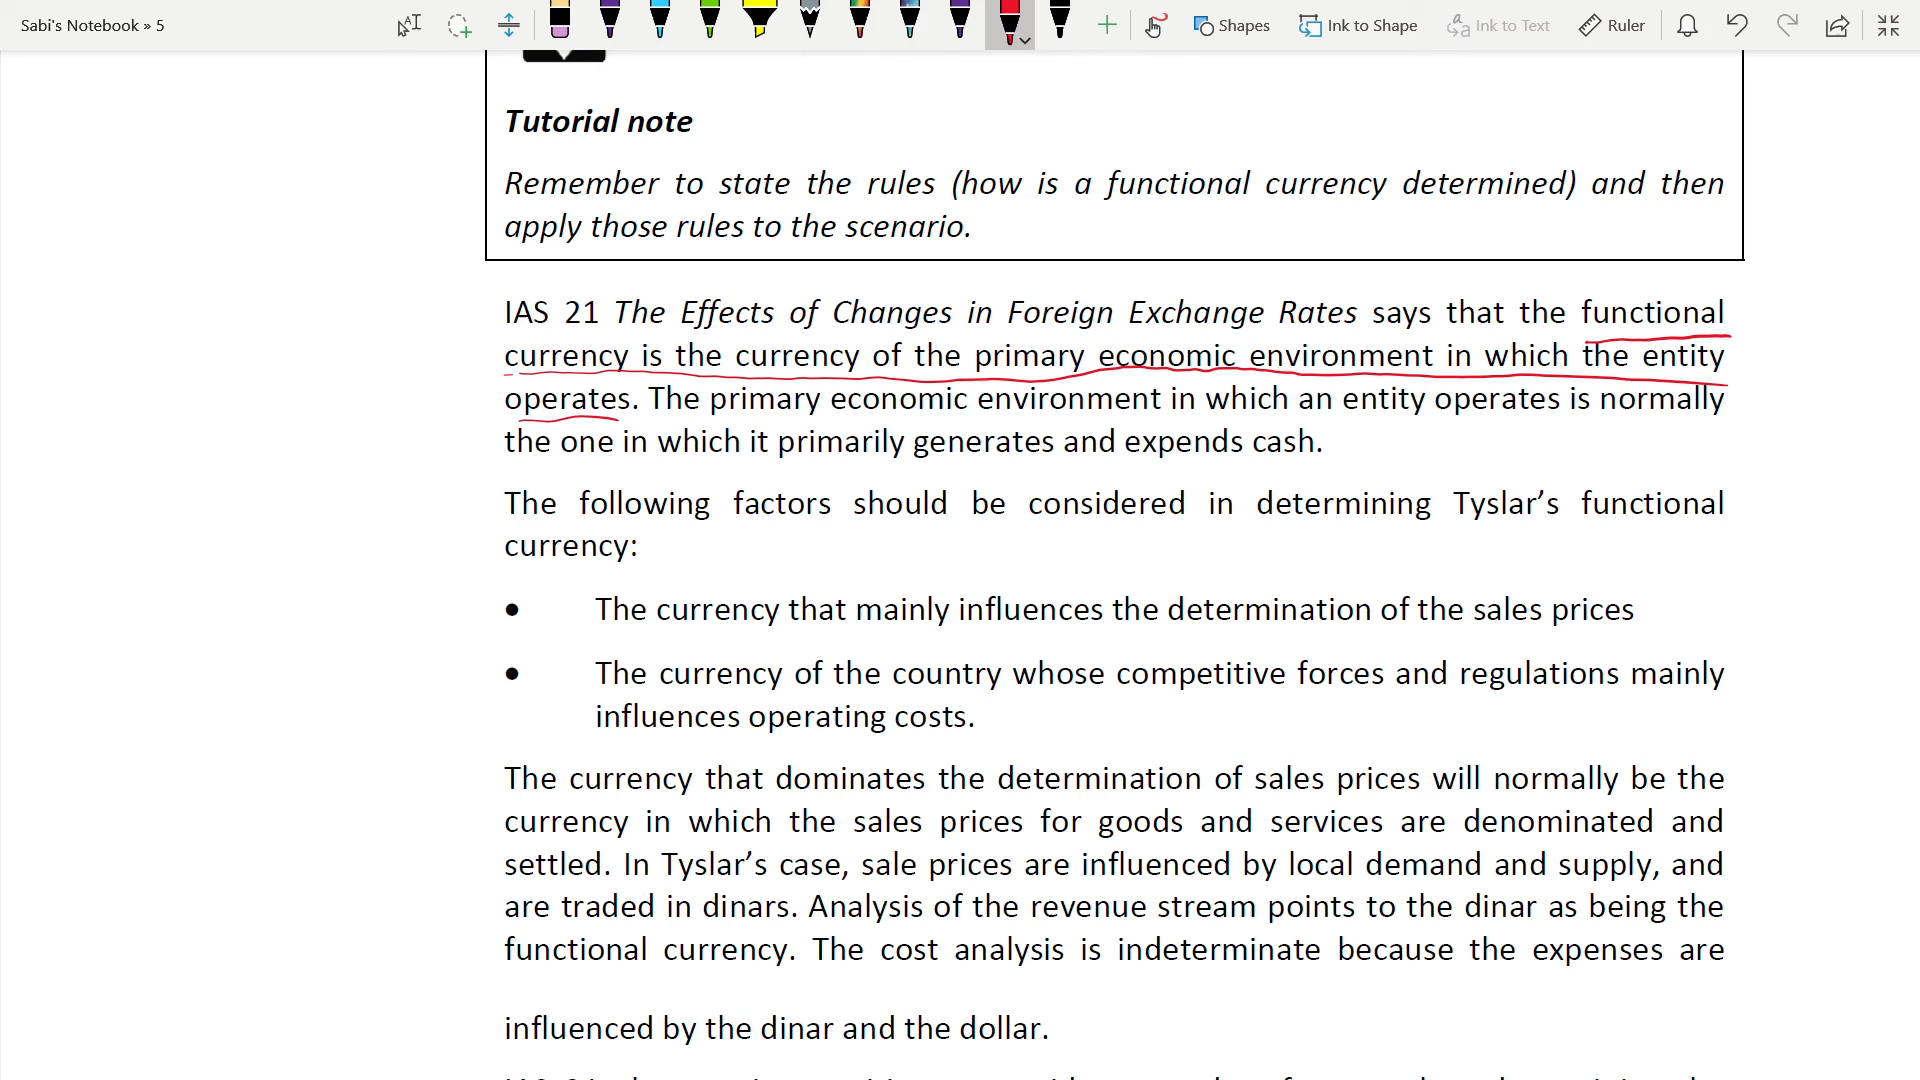 Sabi's Notebook » 5
Shapes
Ink to Shape
Ink to Text
Ruler
Tutorial note
Remember to state the rules (how is a functional currency determined) and then
apply those rules to the scenario.
IAS 21 The Effects of Changes in Foreign Exchange Rates says that the functional
currency is the currency of the primary economic environment in which the entity
operates. The primary economic environment in which an entity operates is normally
the one in which it primarily generates and expends cash.
The following factors should be considered in determining Tyslar’s functional
currency:
• The currency that mainly influences the determination of the sales prices
• The currency of the country whose competitive forces and regulations mainly
influences operating costs.
The currency that dominates the determination of sales prices will normally be the
currency in which the sales prices for goods and services are denominated and
settled. In Tyslar’s case, sale prices are influenced by local demand and supply, and
are traded in dinars. Analysis of the revenue stream points to the dinar as being the
functional currency. The cost analysis is indeterminate because the expenses are
influenced by the dinar and the dollar.